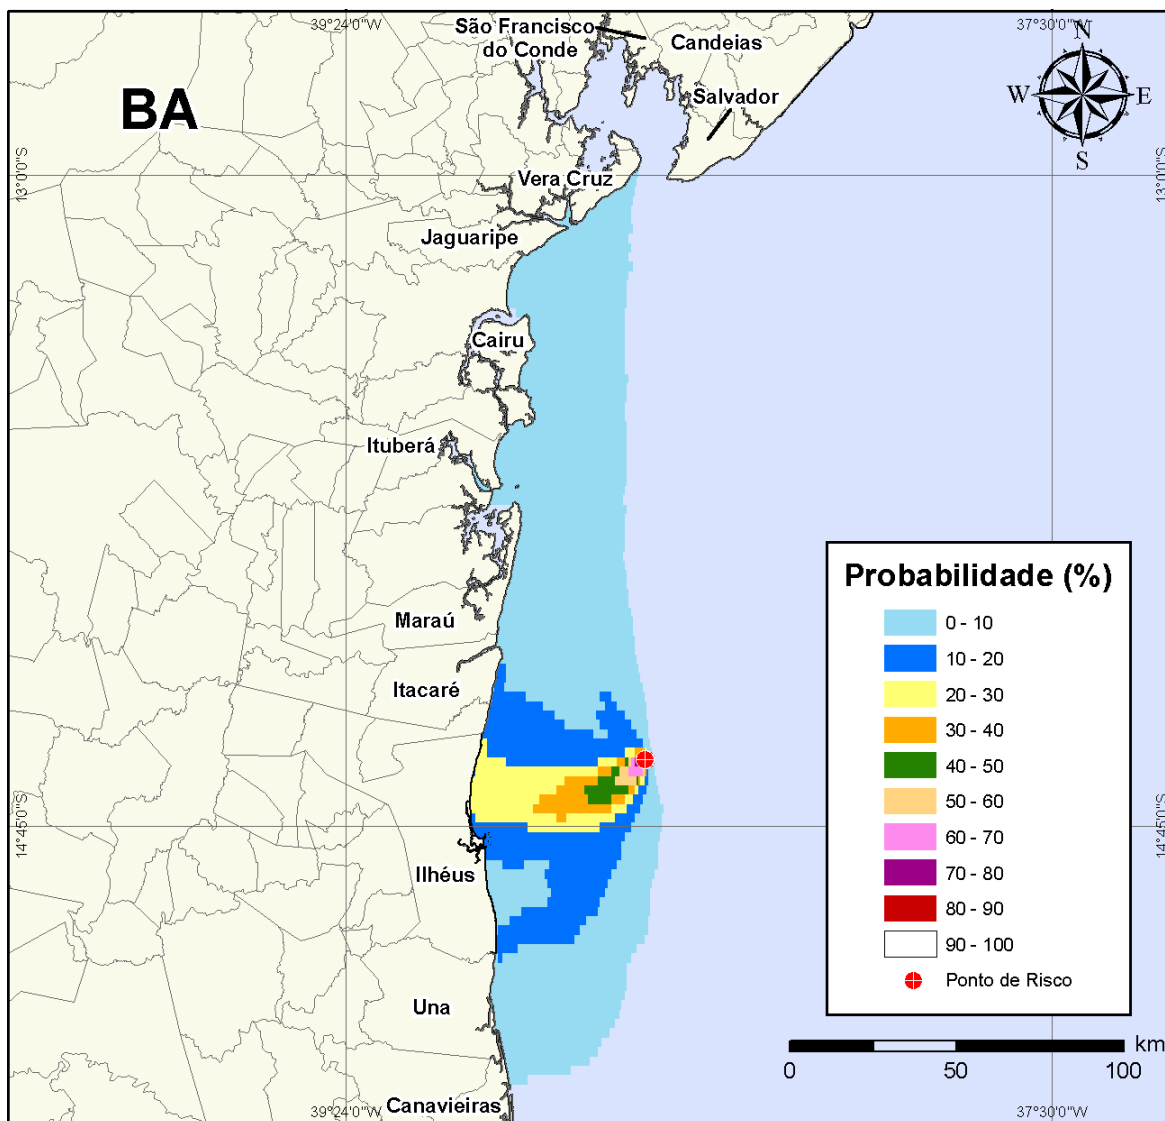 39°24'0"W
37°30'0"W
São Francisco
do Conde
Candeias
N
W
E
S
BA
Salvador
13°0'0"S
13°0'0"S
Vera Cruz
Jaguaripe
Cairu
Ituberá
Maraú
Itacaré
14°45'0"S
14°45'0"S
Ilhéus
Una
Canavieiras
Probabilidade (%)
0 - 10
10 - 20
20 - 30
30 - 40
40 - 50
50 - 60
60 - 70
70 - 80
80 - 90
90 - 100
Ponto de Risco
km
0
50
100
39°24'0"W
37°30'0"W